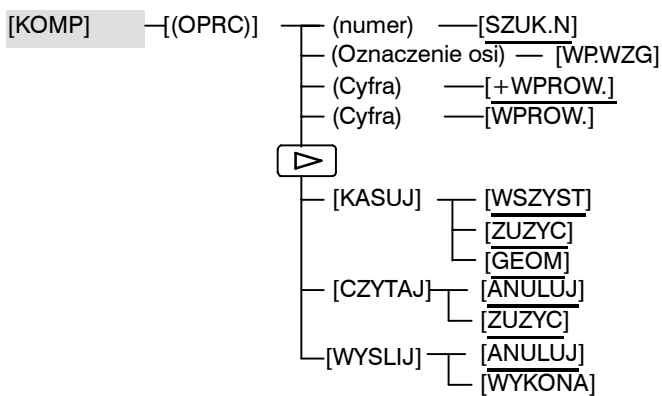 [KOMP] [(OPRC)] (numer) [SZUK.N]
(Oznaczenie osi) [WP.WZG]
(Cyfra) [+WPROW.]
(Cyfra) [WPROW.]
[KASUJ] [WSZYST]
[ZUZYC]
[GEOM]
[CZYTAJ] [ANULUJ]
[ZUZYC]
[WYSLIJ] [ANULUJ]
[WYKONA]